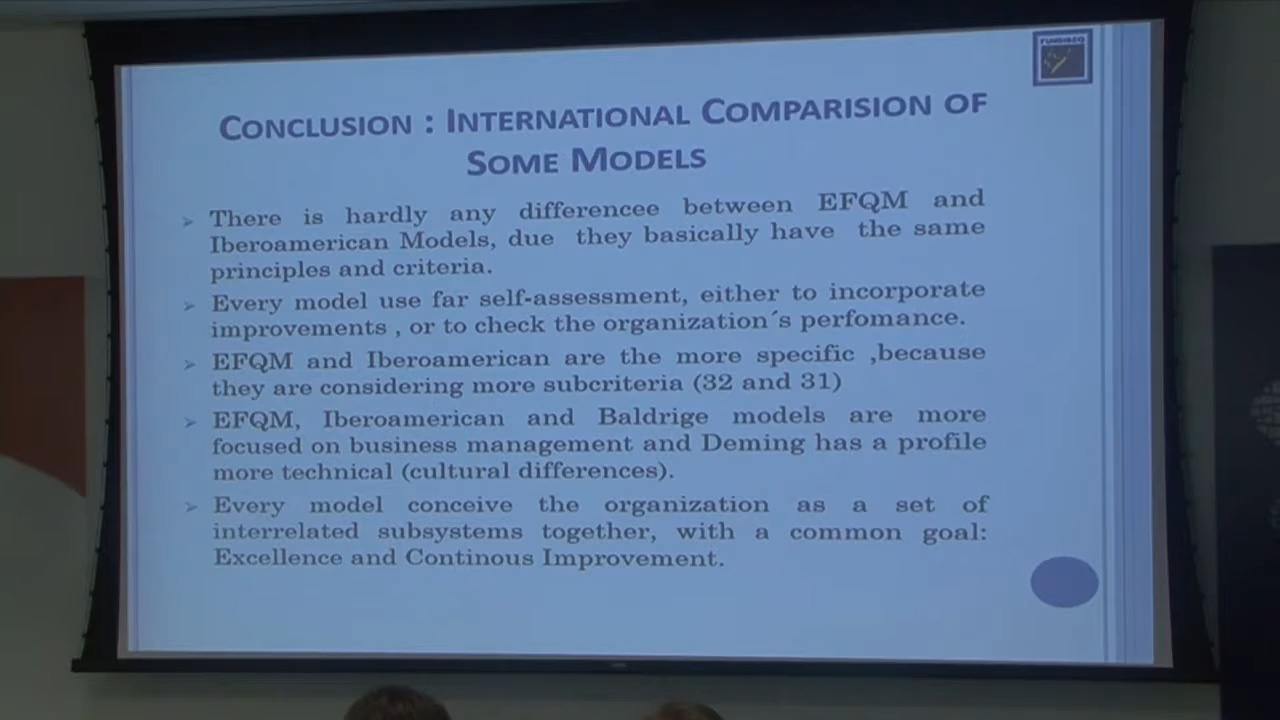 FUNDIBEQ
CONCLUSION : INTERNATIONAL COMPARISION OF
SOME MODELS
There is hardly any differencee between EFQM and
Iberoamerican Models, due they basically have the same
principles and criteria.
Every model use far self-assessment, either to incorporate
improvements , or to check the organization´s perfomance.
EFQM and Iberoamerican are the more specific ,because
they are considering more subcriteria (32 and 31)
EFQM, Iberoamerican and Baldrige models are more
focused on business management and Deming has a profile
more technical (cultural differences).
Every model conceive the organization as a set of
interrelated subsystems together, with a common goal:
Excellence and Continous Improvement.